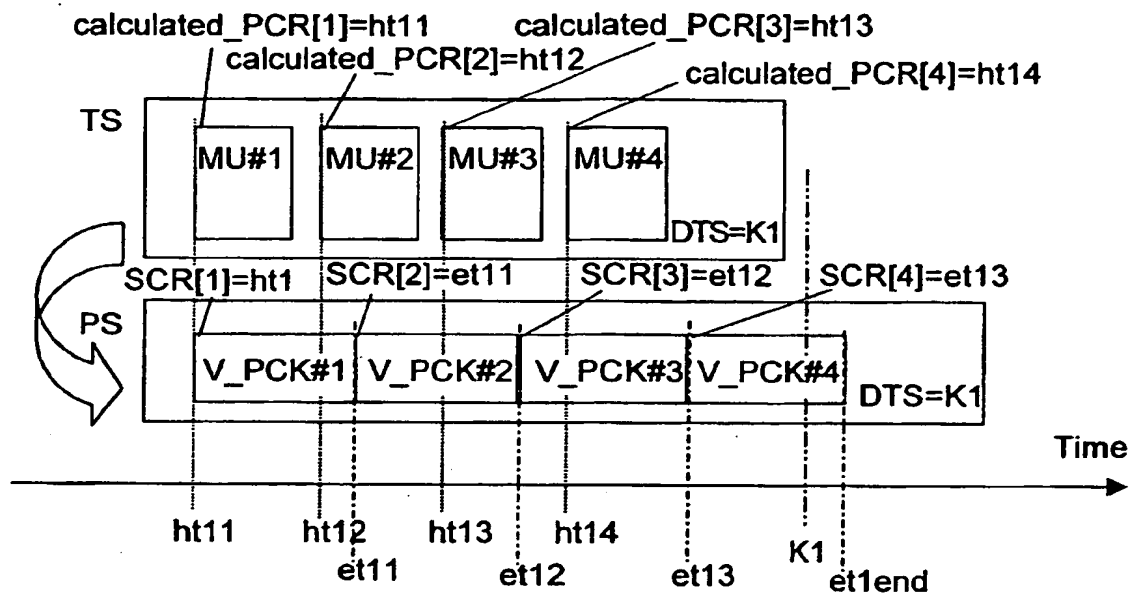 calculated_PCR[1]=ht11
calculated_PCR[3]=ht13
calculated_PCR[2]=ht12
calculated_PCR[4]=ht14
TS
MU#1
MU#2
MU#3
MU#4
DTS=K1
SCR[1]=ht1
SCR[2]=et11
SCR[3]=et12
SCR[4]=et13
PS
V_PCK#1
V_PCK#2
V_PCK#3
V_PCK#4
DTS=K1
Time
ht11
ht12
ht13
ht14
K1
et11
et12
et13
et1end